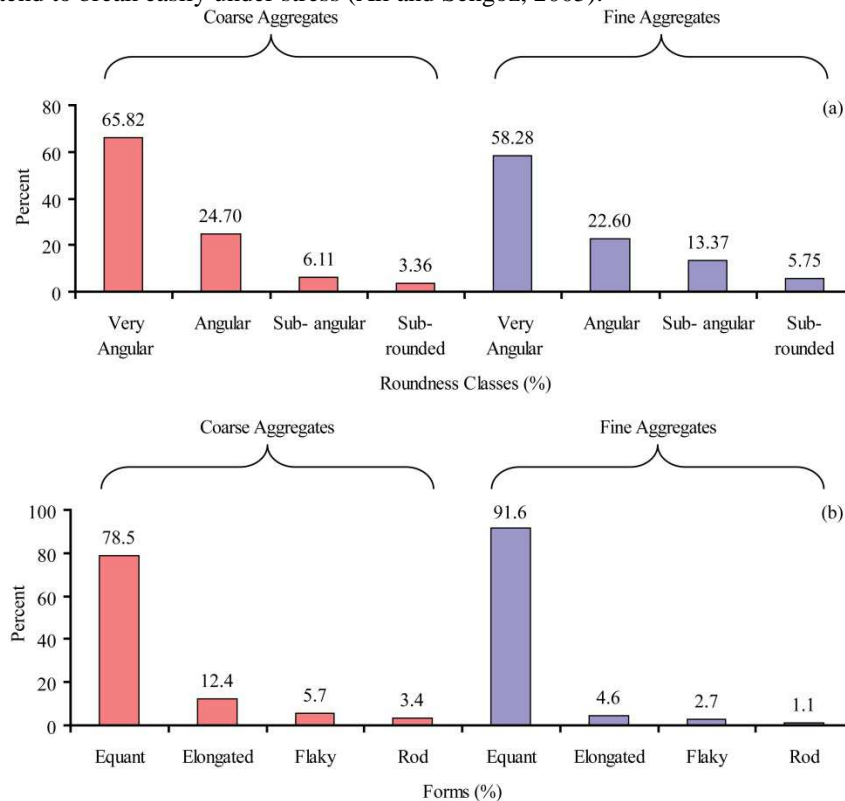 Coarse Aggregates Fine Aggregates
(a)
80
60
40
20
0
Percent
65.82 24.70 6.11 3.36 58.28 22.60 13.37 5.75
Very Angular Angular Sub- angular Sub-rounded Very Angular Angular Sub- angular Sub-rounded
Roundness Classes (%)
Coarse Aggregates Fine Aggregates
(b)
100
80
60
40
20
0
Percent
78.5 12.4 5.7 3.4 91.6 4.6 2.7 1.1
Equant Elongated Flaky Rod Equant Elongated Flaky Rod
Forms (%)